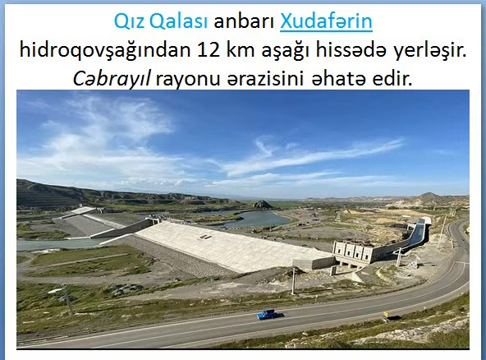 Qız Qalası anbarı Xudafərin
hidroqovşağından 12 km aşağı hissədə yerləşir.
Cəbrayıl rayonu ərazisini əhatə edir.